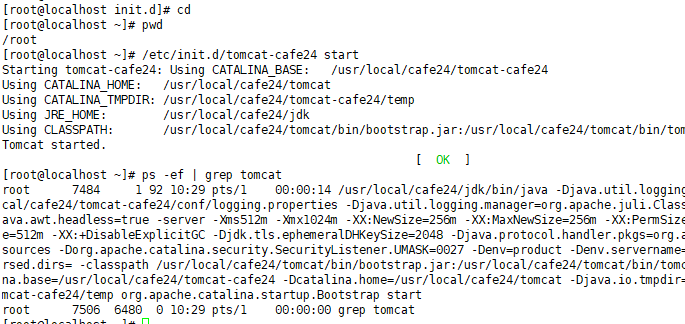 [root@localhost init.d]# cd
[root@localhost ~]# pwd
/root
[root@localhost ~]# /etc/init.d/tomcat-cafe24 start
Starting tomcat-cafe24: Using CATALINA_BASE:   /usr/local/cafe24/tomcat-cafe24
Using CATALINA_HOME:   /usr/local/cafe24/tomcat
Using CATALINA_TMPDIR: /usr/local/cafe24/tomcat-cafe24/temp
Using JRE_HOME:        /usr/local/cafe24/jdk
Using CLASSPATH:       /usr/local/cafe24/tomcat/bin/bootstrap.jar:/usr/local/cafe24/tomcat/bin/tom
Tomcat started.
[  OK  ]
[root@localhost ~]# ps -ef | grep tomcat
root      7484     1 92 10:29 pts/1    00:00:14 /usr/local/cafe24/jdk/bin/java -Djava.util.logging
cal/cafe24/tomcat-cafe24/conf/logging.properties -Djava.util.logging.manager=org.apache.juli.Class
ava.awt.headless=true -server -Xms512m -Xmx1024m -XX:NewSize=256m -XX:MaxNewSize=256m -XX:PermSize
e=512m -XX:+DisableExplicitGC -Djdk.tls.ephemeralDHKeySize=2048 -Djava.protocol.handler.pkgs=org.a
sources -Dorg.apache.catalina.security.SecurityListener.UMASK=0027 -Denv=product -Denv.servername=
rsed.dirs= -classpath /usr/local/cafe24/tomcat/bin/bootstrap.jar:/usr/local/cafe24/tomcat/bin/tomc
na.base=/usr/local/cafe24/tomcat-cafe24 -Dcatalina.home=/usr/local/cafe24/tomcat -Djava.io.tmpdir=
mcat-cafe24/temp org.apache.catalina.startup.Bootstrap start
root      7506  6480  0 10:29 pts/1    00:00:00 grep tomcat
[root@localhost ~]#